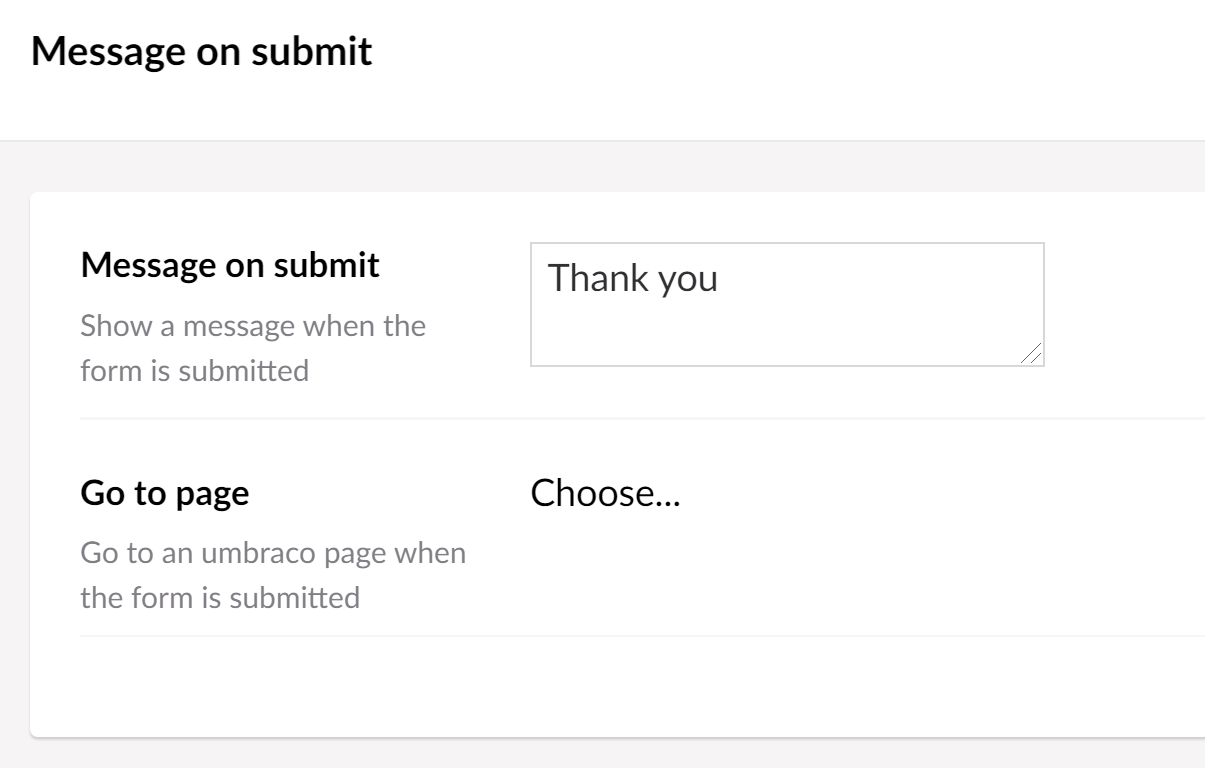 Message on submit
Message on submit
Thank you
Show a message when the
form is submitted
Go to page
Choose...
Go to an umbraco page when
the form is submitted